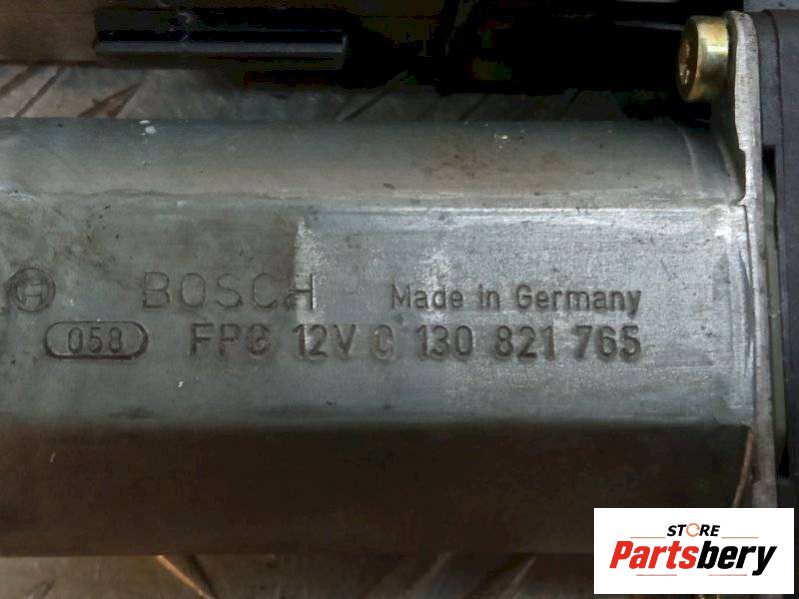 BOSCH Made in Germany
058 FPG 12V 0 130 821 765
STORE
Partsbery